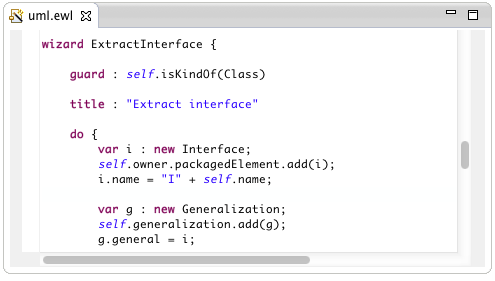 uml.ewl
wizard ExtractInterface {
guard : self.isKindOf(Class)
title : "Extract interface"
do {
var i : new Interface;
self.owner.packagedElement.add(i);
i.name = "I" + self.name;
var g : new Generalization;
self.generalization.add(g);
g.general = i;